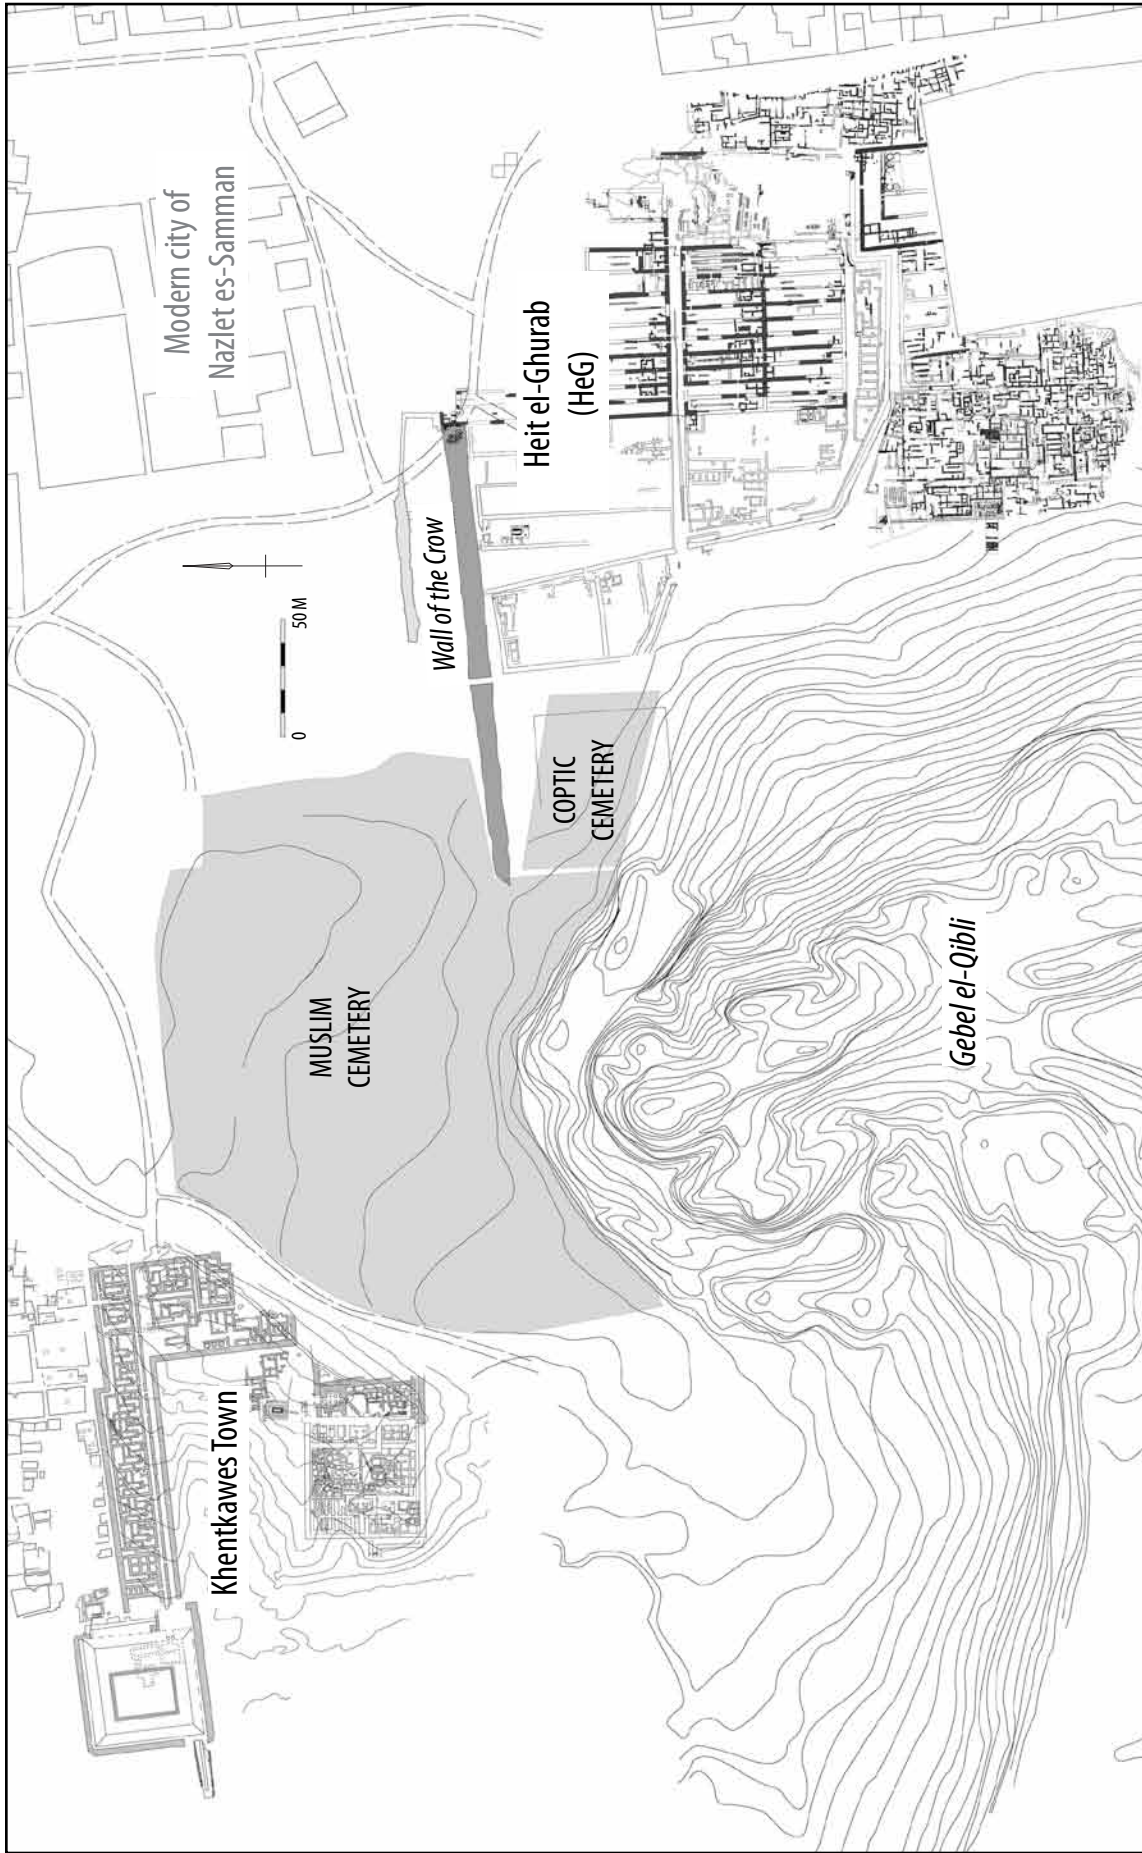 Modern city of
Nazlet es-Samman
Heit el-Ghurab
(HeG)
Wall of the Crow
0
50 M
COPTIC
CEMETERY
MUSLIM
CEMETERY
Gebel el-Qibli
Khentkawes Town